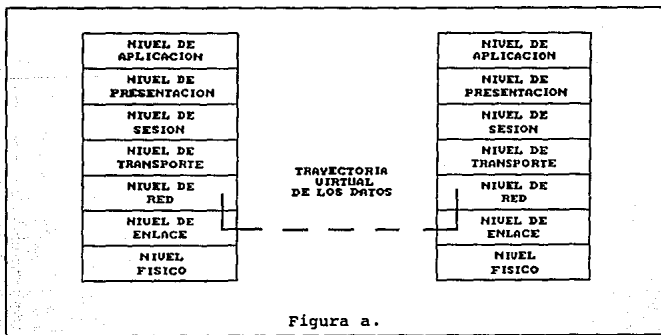 NIVEL DE
APLICACION
NIVEL DE
PRESENTACION
NIVEL DE
SESION
NIVEL DE
TRANSPORTE
NIVEL DE
RED
NIVEL DE
ENLACE
NIVEL
FISICO
TRAYECTORIA
VIRTUAL
DE LOS DATOS
NIVEL DE
APLICACION
NIVEL DE
PRESENTACION
NIVEL DE
SESION
NIVEL DE
TRANSPORTE
NIVEL DE
RED
NIVEL DE
ENLACE
NIVEL
FISICO
Figura a.